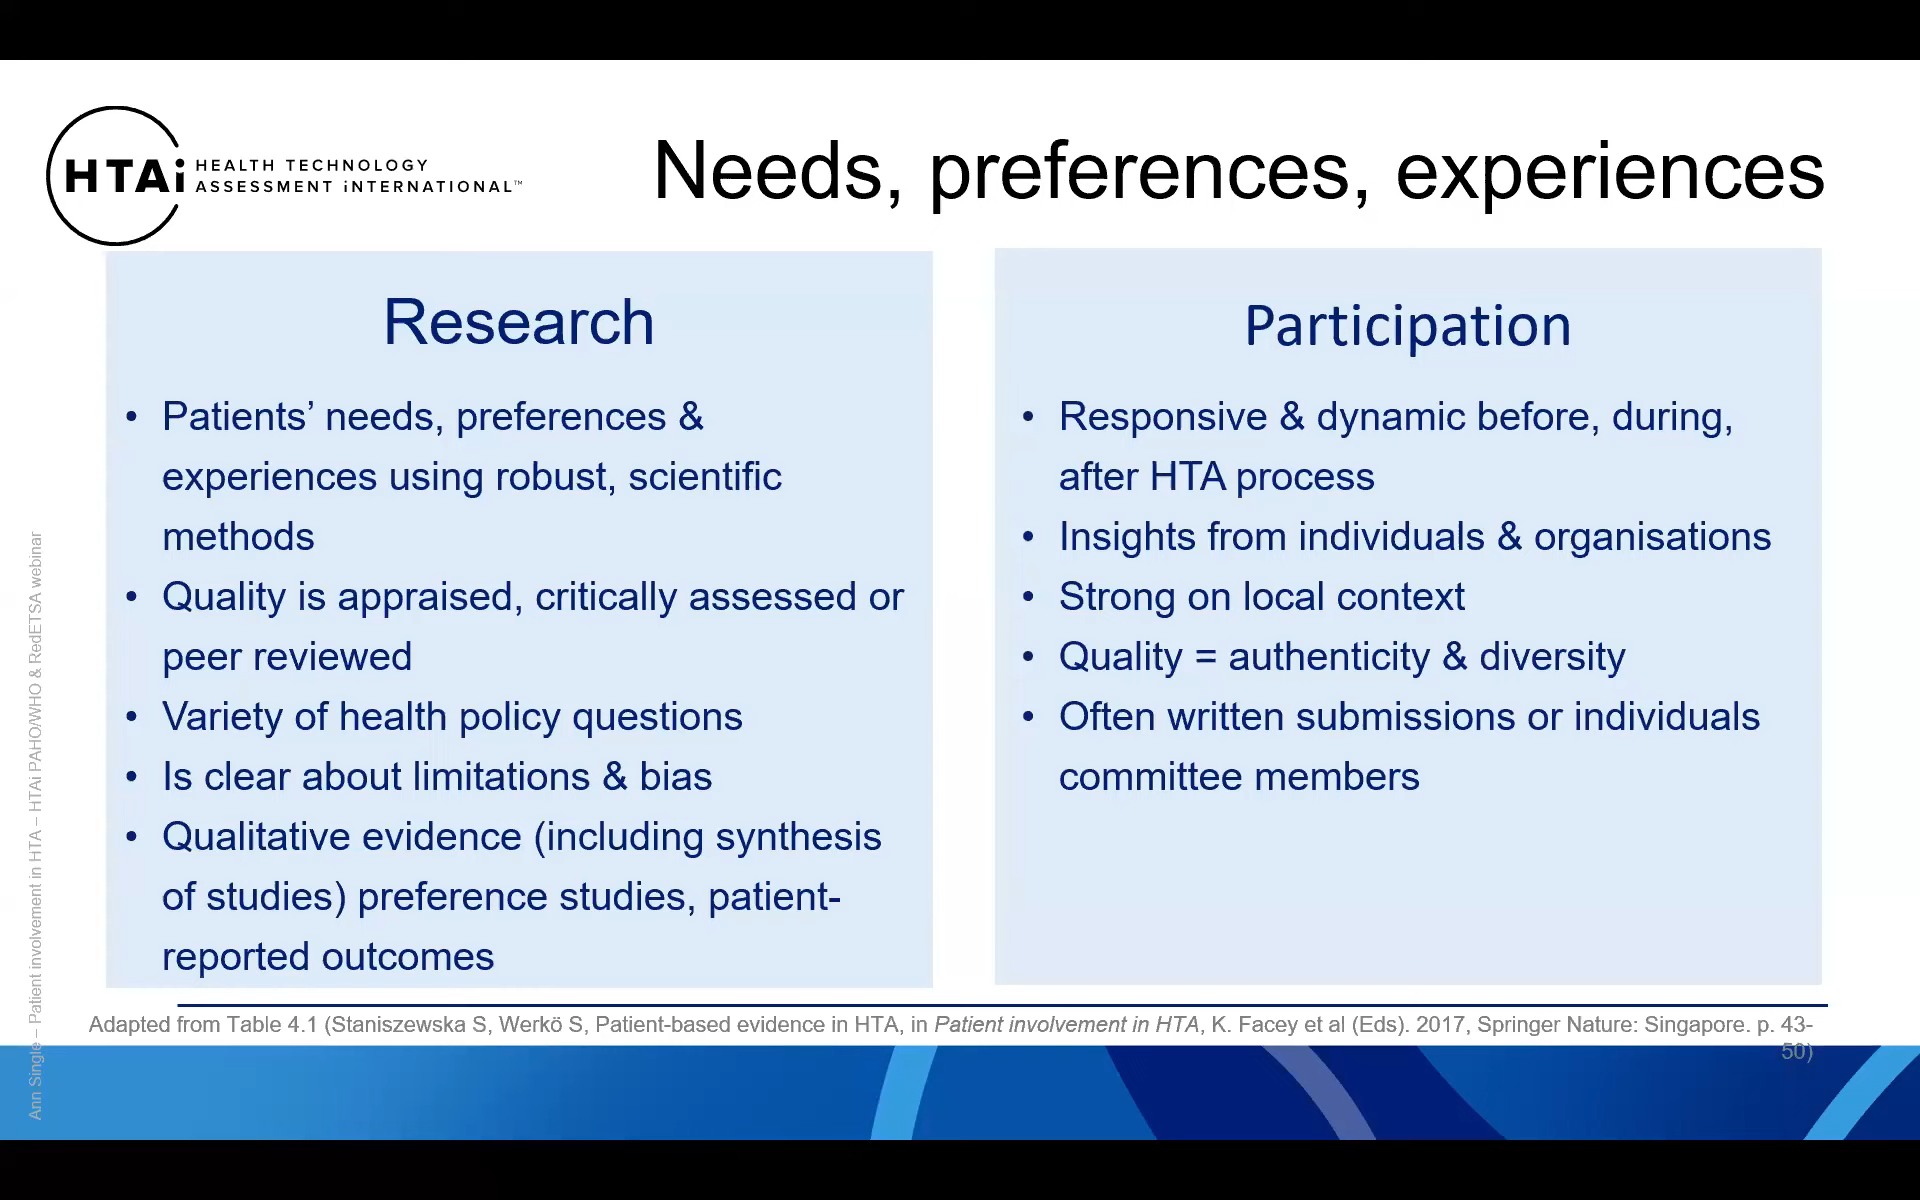 HTAi HEALTH TECHNOLOGY
ASSESSMENT iNTERNATIONAL™
Needs, preferences, experiences
Research
• Patients’ needs, preferences &
experiences using robust, scientific
methods
• Quality is appraised, critically assessed or
peer reviewed
• Variety of health policy questions
• Is clear about limitations & bias
• Qualitative evidence (including synthesis
of studies) preference studies, patient-
reported outcomes
Participation
• Responsive & dynamic before, during,
after HTA process
• Insights from individuals & organisations
• Strong on local context
• Quality = authenticity & diversity
• Often written submissions or individuals
committee members
Adapted from Table 4.1 (Staniszewska S, Werkö S, Patient-based evidence in HTA, in Patient involvement in HTA, K. Facey et al (Eds). 2017, Springer Nature: Singapore. p. 43-
50)
Ann Single – Patient involvement in HTA – HTAi PAHO/WHO & RedETSA webinar